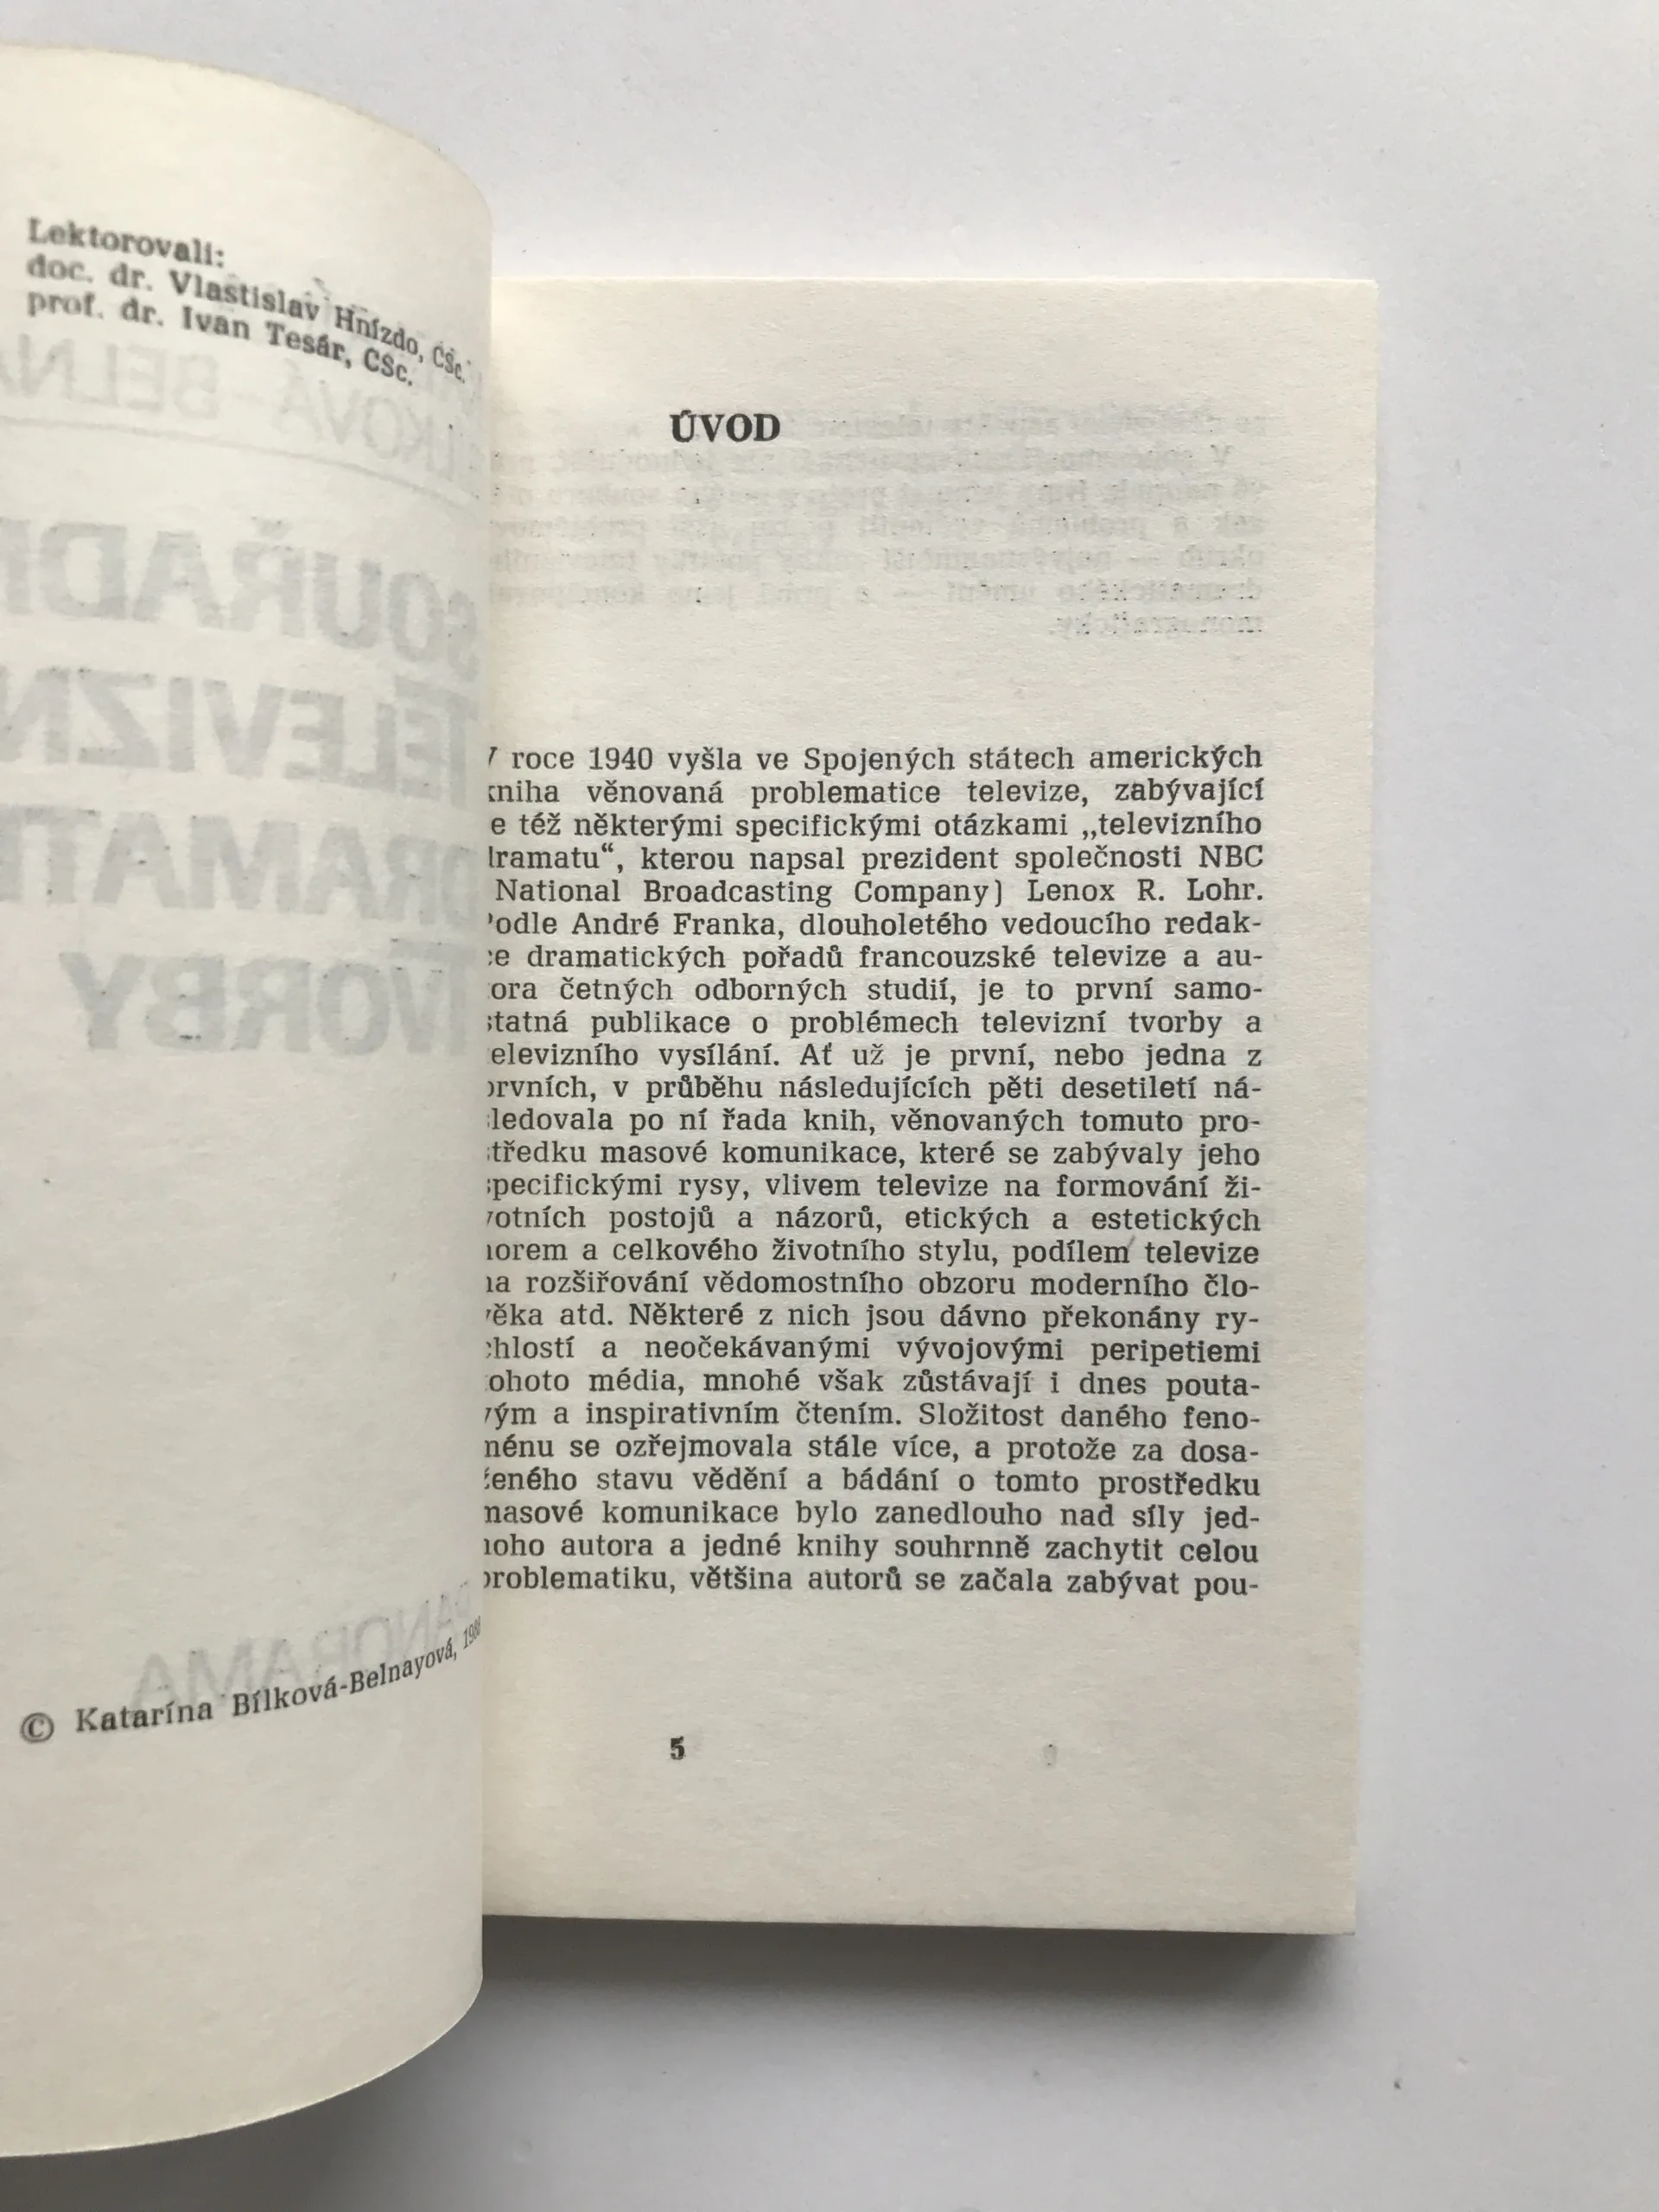 Lektorovali:
doc. dr. Vlastislav Hnízdo, CSc.
prof. dr. Ivan Tesár, CSc.
© Katarína Bílková-Belnayová, 198
ÚVOD
V roce 1940 vyšla ve Spojených státech amerických
kniha věnovaná problematice televize, zabývající
se též některými specifickými otázkami „televizního
dramatu“, kterou napsal prezident společnosti NBC
(National Broadcasting Company) Lenox R. Lohr.
Podle André Franka, dlouholetého vedoucího redak-
ce dramatických pořadů francouzské televize a au-
tora četných odborných studií, je to první samo-
statná publikace o problémech televizní tvorby a
televizního vysílání. Ať už je první, nebo jedna z
prvních, v průběhu následujících pěti desetiletí ná-
sledovala po ní řada knih, věnovaných tomuto pro-
středku masové komunikace, které se zabývaly jeho
specifickými rysy, vlivem televize na formování ži-
votních postojů a názorů, etických a estetických
norem a celkového životního stylu, podílem televize
na rozšiřování vědomostního obzoru moderního člo-
věka atd. Některé z nich jsou dávno překonány ry-
chlostí a neočekávanými vývojovými peripetiemi
tohoto média, mnohé však zůstávají i dnes pouta-
vým a inspirativním čtením. Složitost daného feno-
ménu se ozřejmovala stále více, a protože za dosa-
ženého stavu vědění a bádání o tomto prostředku
masové komunikace bylo zanedlouho nad síly jed-
noho autora a jedné knihy souhrnně zachytit celou
problematiku, většina autorů se začala zabývat pou-
5